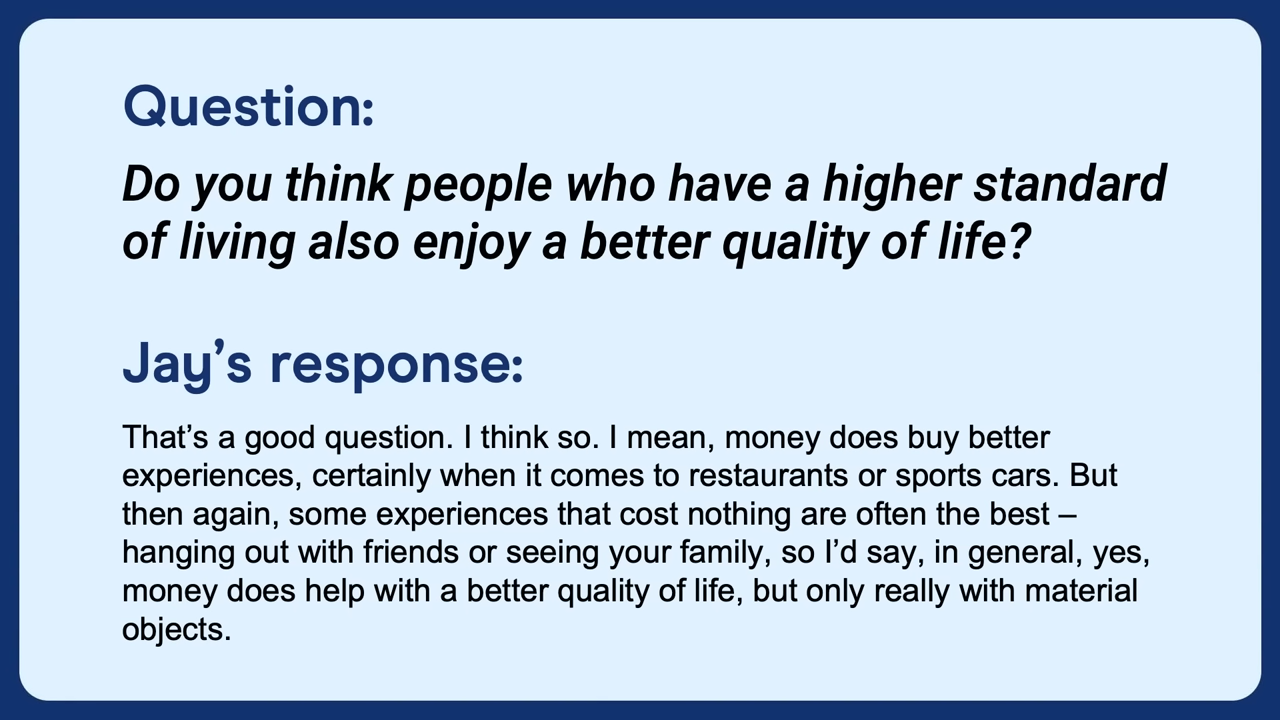 Question:
Do you think people who have a higher standard
of living also enjoy a better quality of life?
Jay’s response:
That’s a good question. I think so. I mean, money does buy better
experiences, certainly when it comes to restaurants or sports cars. But
then again, some experiences that cost nothing are often the best –
hanging out with friends or seeing your family, so I’d say, in general, yes,
money does help with a better quality of life, but only really with material
objects.